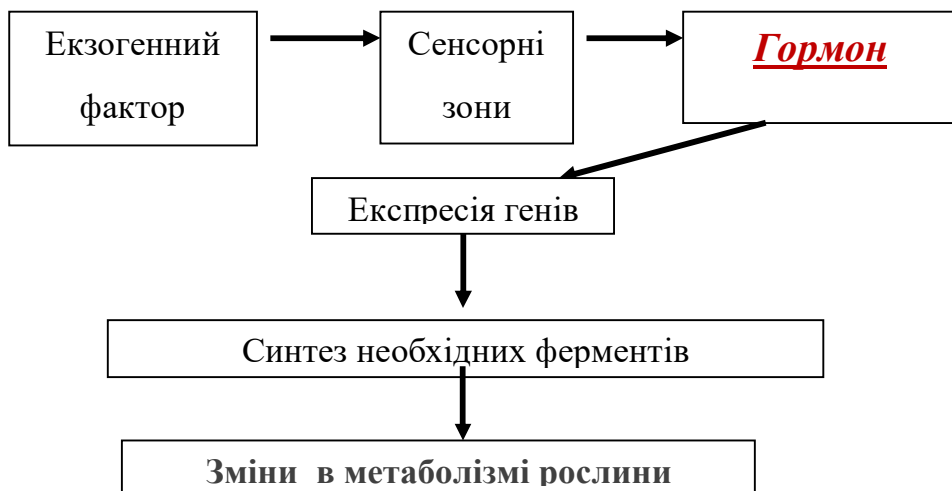 Екзогенний
фактор
Сенсорні
зони
Гормон
Експресія генів
Синтез необхідних ферментів
Зміни в метаболізмі рослини